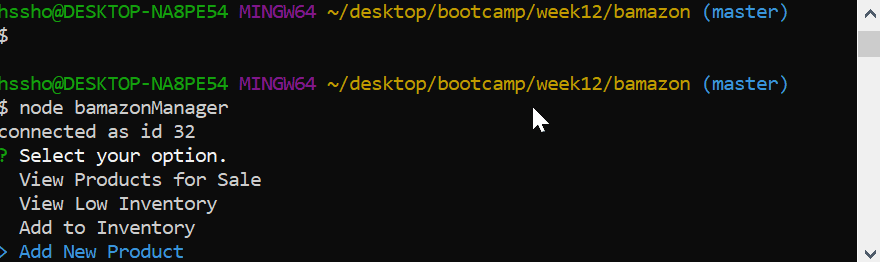 hssho@DESKTOP-NA8PE54 MINGW64 ~/desktop/bootcamp/week12/bamazon (master)
$
hssho@DESKTOP-NA8PE54 MINGW64 ~/desktop/bootcamp/week12/bamazon (master)
$ node bamazonManager
connected as id 32
? Select your option.
  View Products for Sale
  View Low Inventory
  Add to Inventory
> Add New Product